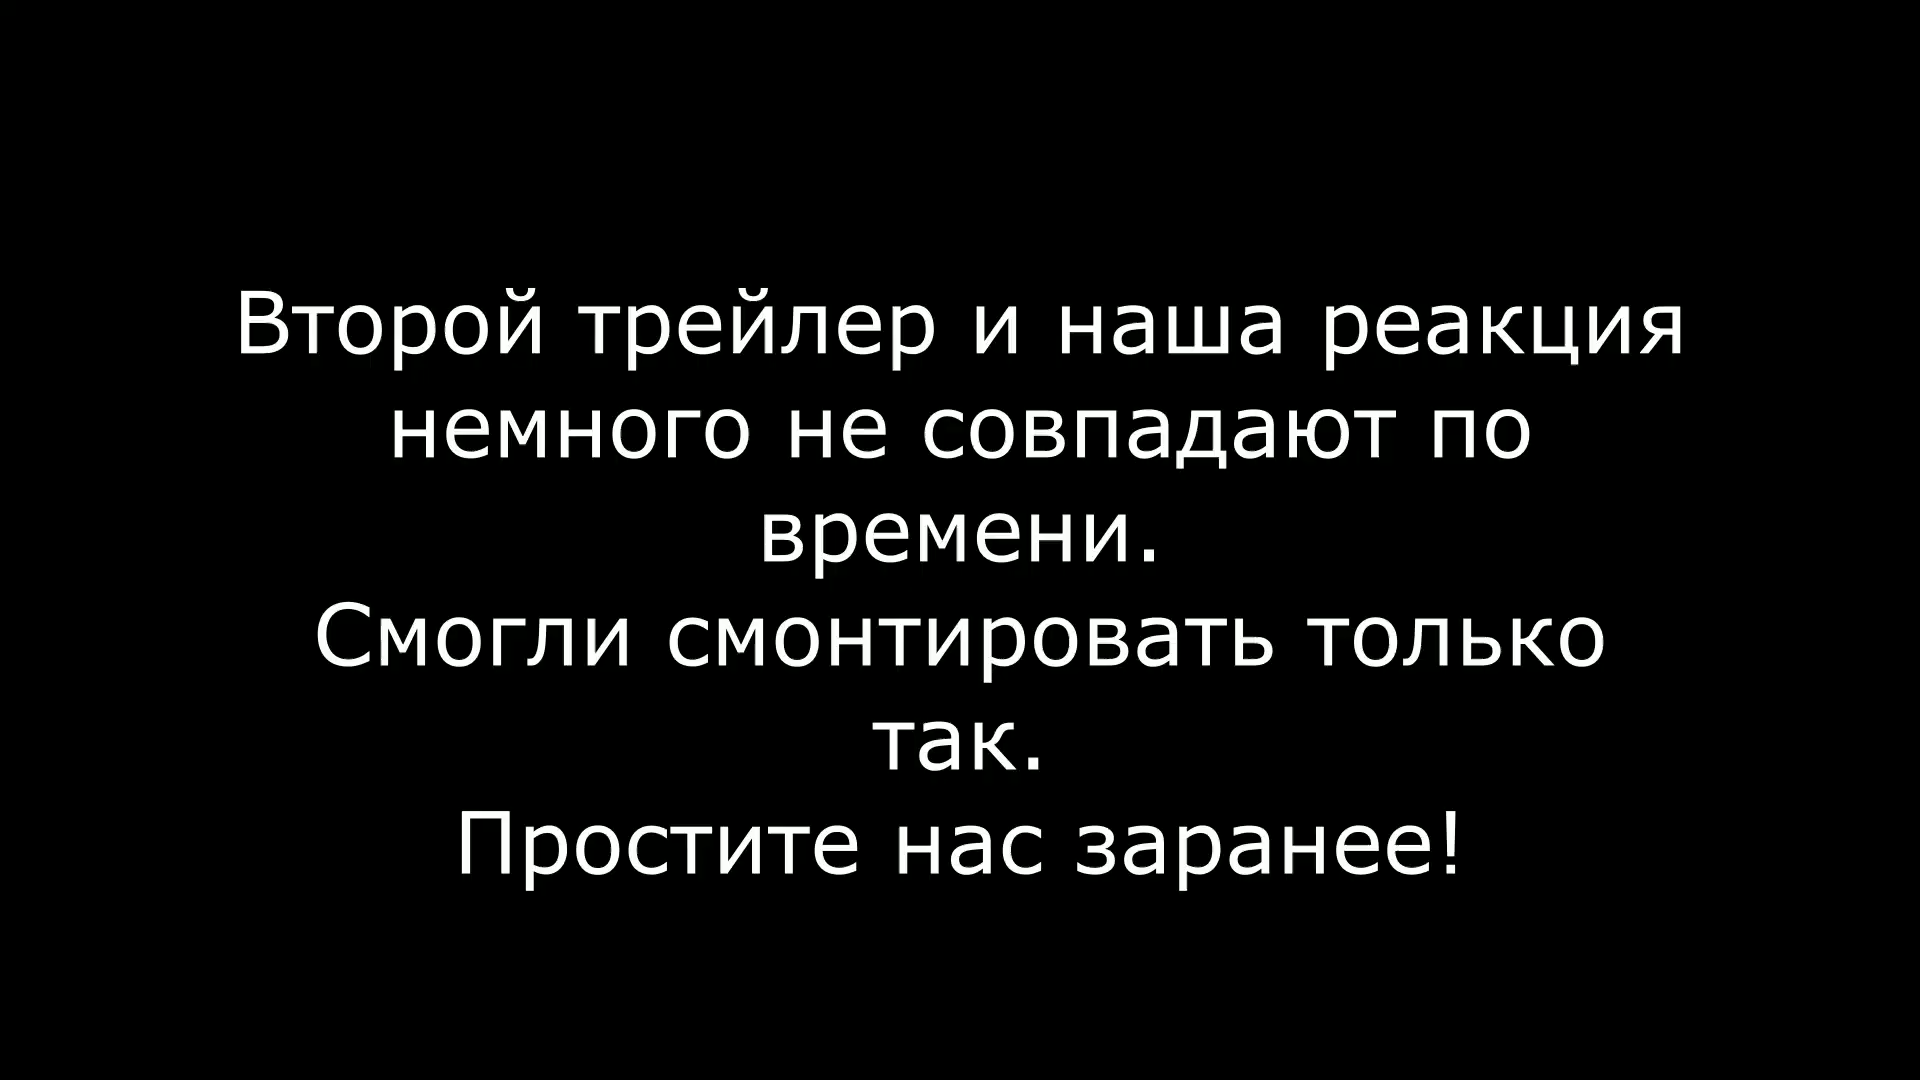 Второй трейлер и наша реакция
немного не совпадают по
времени.
Смогли смонтировать только
так.
Простите нас заранее!